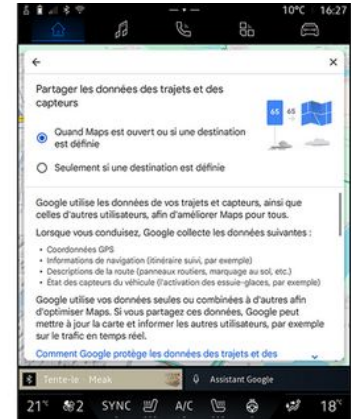 10°C 16:27
Partager les données des trajets et des
capteurs
65 65
Quand Maps est ouvert ou si une destination
est définie
Seulement si une destination est définie
Google utilise les données de vos trajets et capteurs, ainsi que
celles d'autres utilisateurs, afin d'améliorer Maps pour tous.
Lorsque vous conduisez, Google collecte les données suivantes :
• Coordonnées GPS
• Informations de navigation (itinéraire suivi, par exemple)
• Descriptions de la route (panneaux routiers, marquage au sol, etc.)
• État des capteurs du véhicule (l'activation des essuie-glaces, par exemple)
Google utilise vos données seules ou combinées à d'autres afin
d'optimiser Maps. Si vous partagez ces données, Google peut
mettre à jour la carte et informer les autres utilisateurs, par exemple
sur le trafic en temps réel.
Comment Google protège les données des trajets et des
Tente-le Meak
Assistant Google
21° 2 SYNC A/C 18°